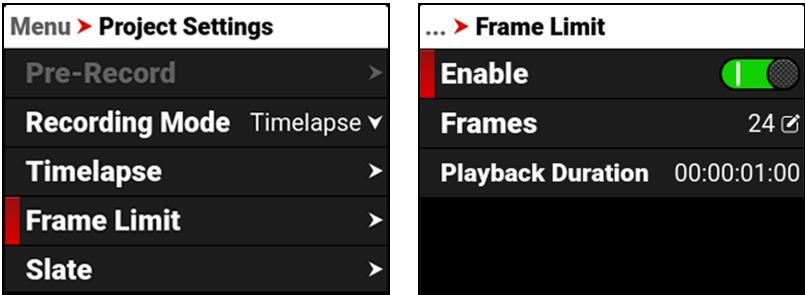 Menu ➤ Project Settings
Pre-Record
Recording Mode Timelapse
Timelapse
Frame Limit
Slate
... ➤ Frame Limit
Enable
Frames 24
Playback Duration 00:00:01:00